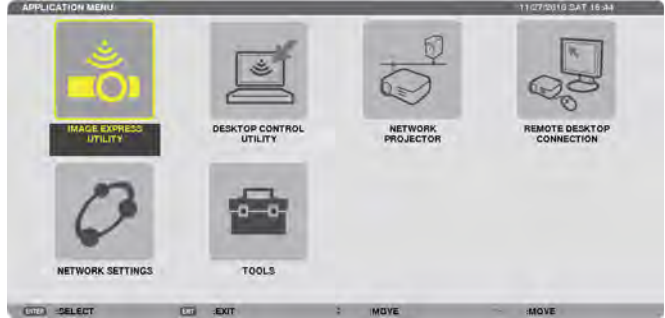 APPLICATION MENU
11/27/2010 SAT 16:44
IMAGE EXPRESS
UTILITY
DESKTOP CONTROL
UTILITY
NETWORK
PROJECTOR
REMOTE DESKTOP
CONNECTION
NETWORK SETTINGS
TOOLS
ENTER :SELECT
EXIT :EXIT
:MOVE
:MOVE